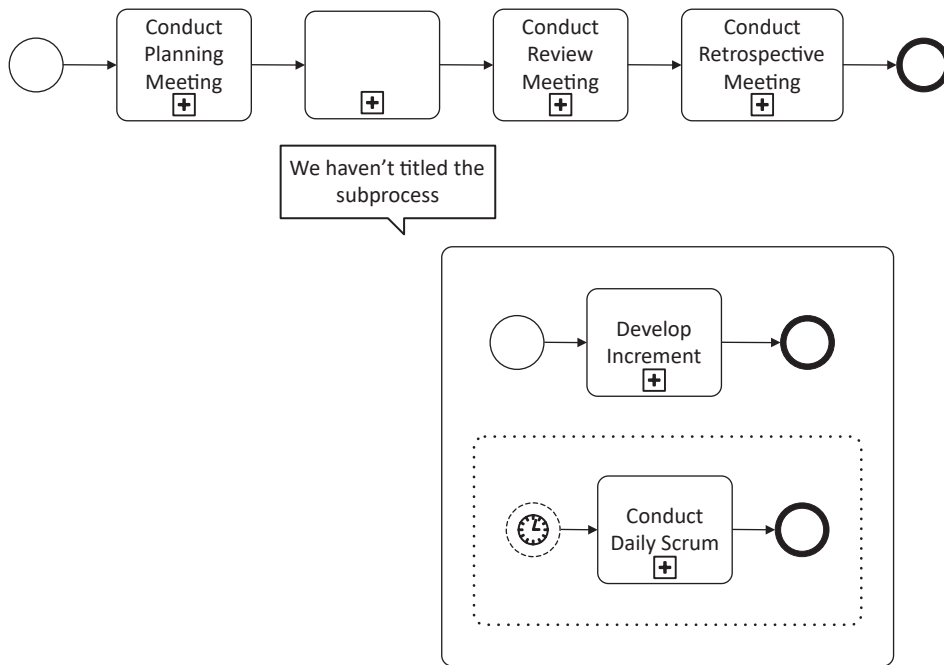 Conduct
Planning
Meeting
Conduct
Review
Meeting
Conduct
Retrospective
Meeting
We haven’t titled the
subprocess
Develop
Increment
Conduct
Daily Scrum